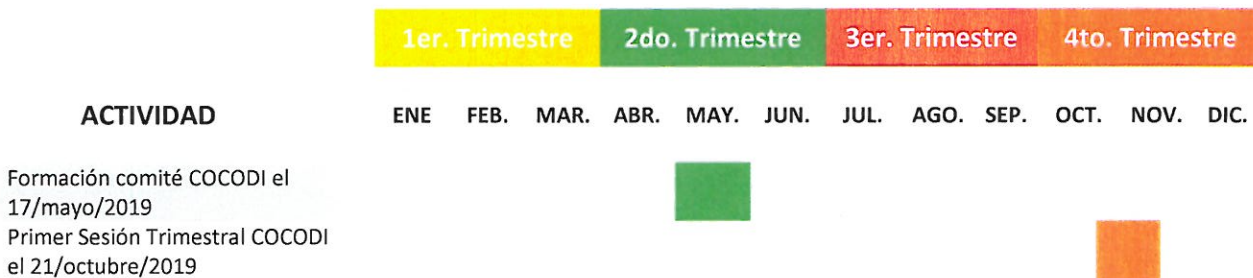 1er. Trimestre 2do. Trimestre 3er. Trimestre 4to. Trimestre
ACTIVIDAD ENE FEB. MAR. ABR. MAY. JUN. JUL. AGO. SEP. OCT. NOV. DIC.
Formación comité COCODI el
17/mayo/2019
Primer Sesión Trimestral COCODI
el 21/octubre/2019